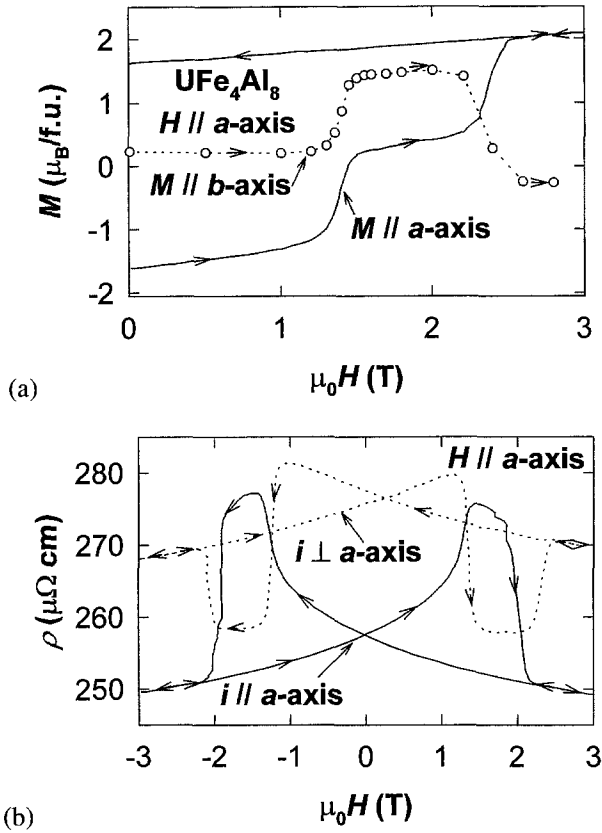 2
1
0
-1
-2
M (μB/f.u.)
UFe4Al8
H // a-axis
M // b-axis
M // a-axis
0 1 2 3
μ0H (T)
(a)
280
270
260
250
ρ (μΩ cm)
H // a-axis
i ⊥ a-axis
i // a-axis
-3 -2 -1 0 1 2 3
μ0H (T)
(b)